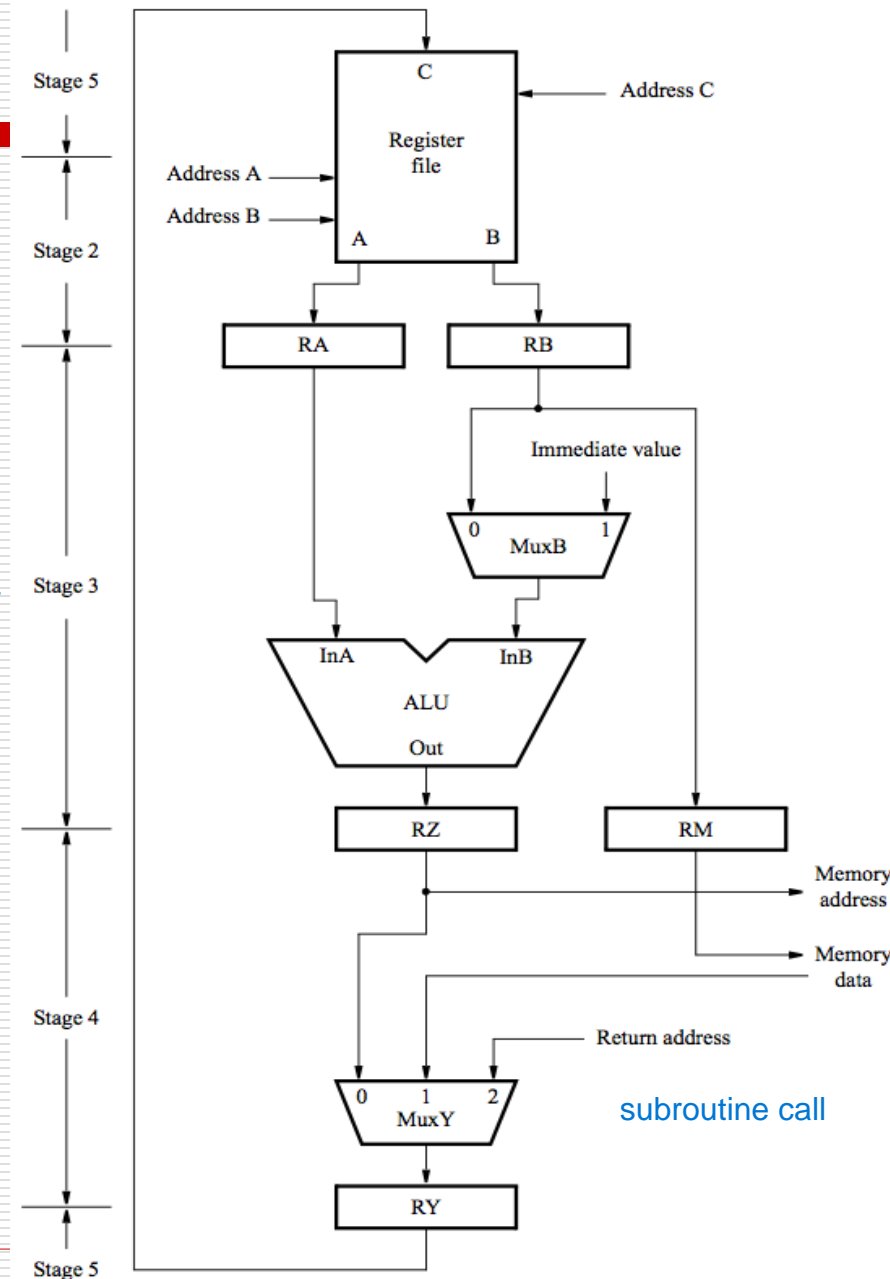 C
Stage 5
Address C
Register
file
Address A
Address B
A
B
Stage 2
RA
RB
Immediate value
0
1
MuxB
Stage 3
InA
InB
ALU
Out
RZ
RM
Memory
address
Memory
data
Stage 4
Return address
0
1
2
MuxY
subroutine call
RY
Stage 5